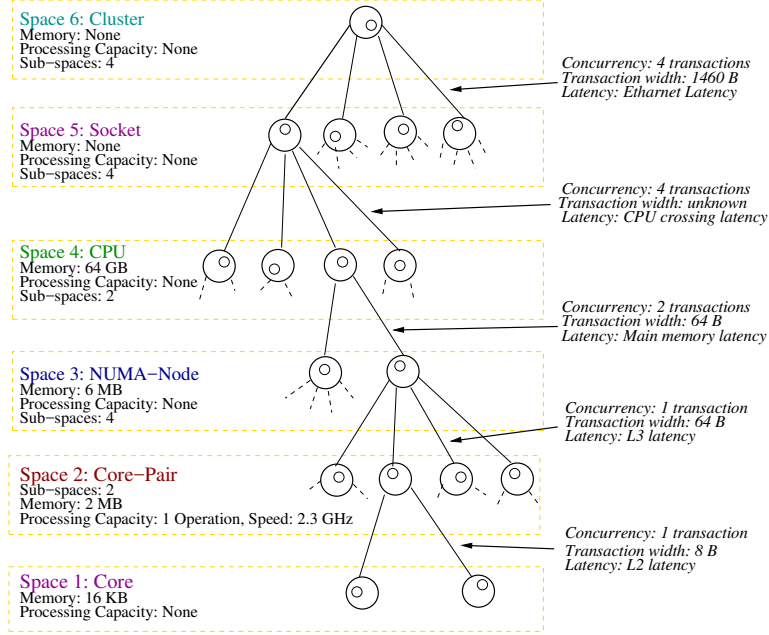 Space 6: Cluster
Memory: None
Processing Capacity: None
Sub-spaces: 4
Concurrency: 4 transactions
Transaction width: 1460 B
Latency: Etharnet Latency
Space 5: Socket
Memory: None
Processing Capacity: None
Sub-spaces: 4
Concurrency: 4 transactions
Transaction width: unknown
Latency: CPU crossing latency
Space 4: CPU
Memory: 64 GB
Processing Capacity: None
Sub-spaces: 2
Concurrency: 2 transactions
Transaction width: 64 B
Latency: Main memory latency
Space 3: NUMA-Node
Memory: 6 MB
Processing Capacity: None
Sub-spaces: 4
Concurrency: 1 transaction
Transaction width: 64 B
Latency: L3 latency
Space 2: Core-Pair
Sub-spaces: 2
Memory: 2 MB
Processing Capacity: 1 Operation, Speed: 2.3 GHz
Concurrency: 1 transaction
Transaction width: 8 B
Latency: L2 latency
Space 1: Core
Memory: 16 KB
Processing Capacity: None